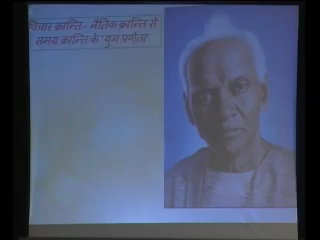 विचार क्रान्ति - नैतिक क्रान्ति से
समग्र क्रान्ति के 'युग प्रणेता'